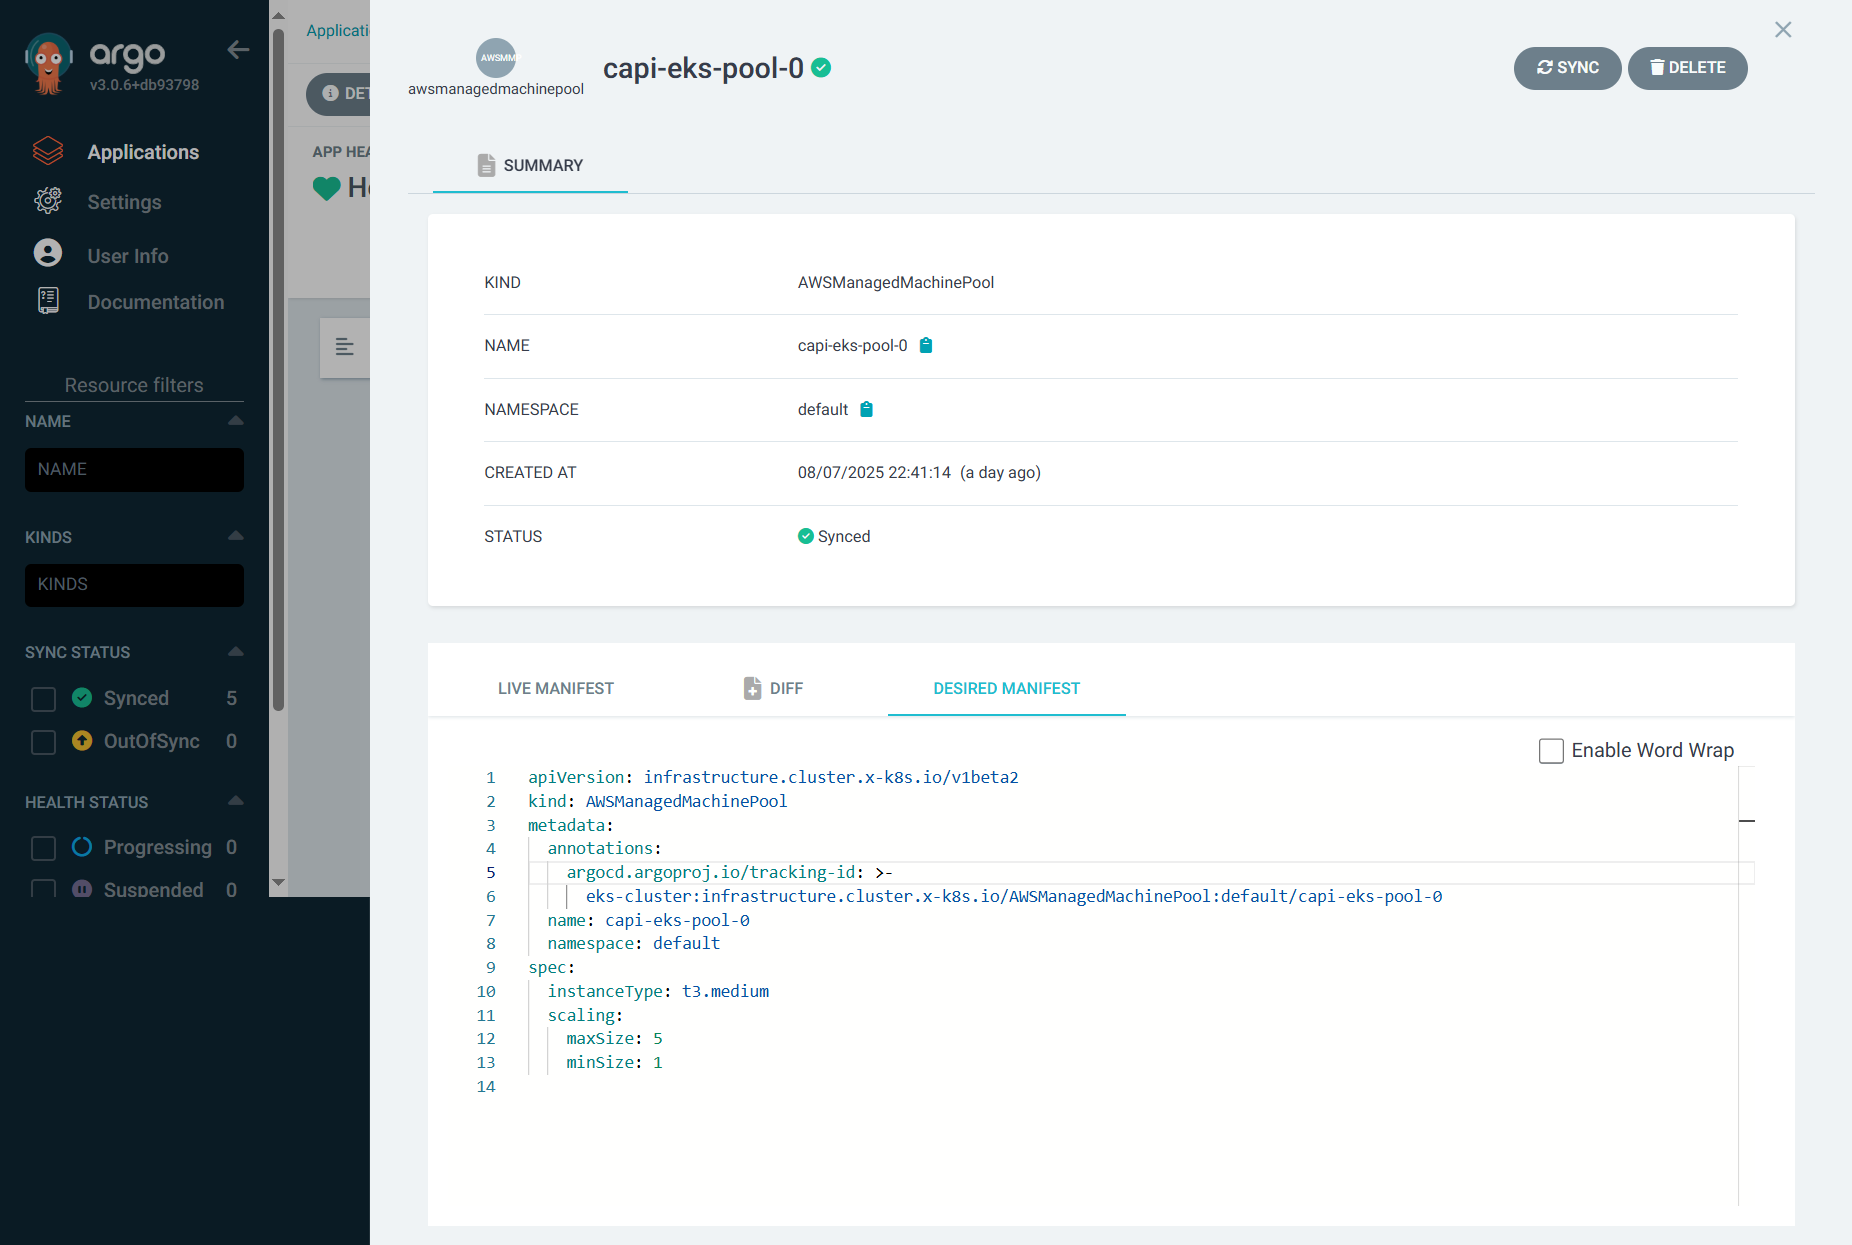 argo
v3.0.6+db93798
Applications
Settings
User Info
Documentation
Resource filters
NAME
NAME
KINDS
KINDS
SYNC STATUS
Synced 5
OutOfSync 0
HEALTH STATUS
Progressing 0
Suspended 0
Applicati
DET
APP HEA
He
AWSMMP
awsmanagedmachinepool
capi-eks-pool-0
SYNC
DELETE
SUMMARY
KIND AWSManagedMachinePool
NAME capi-eks-pool-0
NAMESPACE default
CREATED AT 08/07/2025 22:41:14 (a day ago)
STATUS Synced
LIVE MANIFEST DIFF DESIRED MANIFEST
Enable Word Wrap
1 apiVersion: infrastructure.cluster.x-k8s.io/v1beta2
2 kind: AWSManagedMachinePool
3 metadata:
4 annotations:
5 argocd.argoproj.io/tracking-id: >-
6 eks-cluster:infrastructure.cluster.x-k8s.io/AWSManagedMachinePool:default/capi-eks-pool-0
7 name: capi-eks-pool-0
8 namespace: default
9 spec:
10 instanceType: t3.medium
11 scaling:
12 maxSize: 5
13 minSize: 1
14